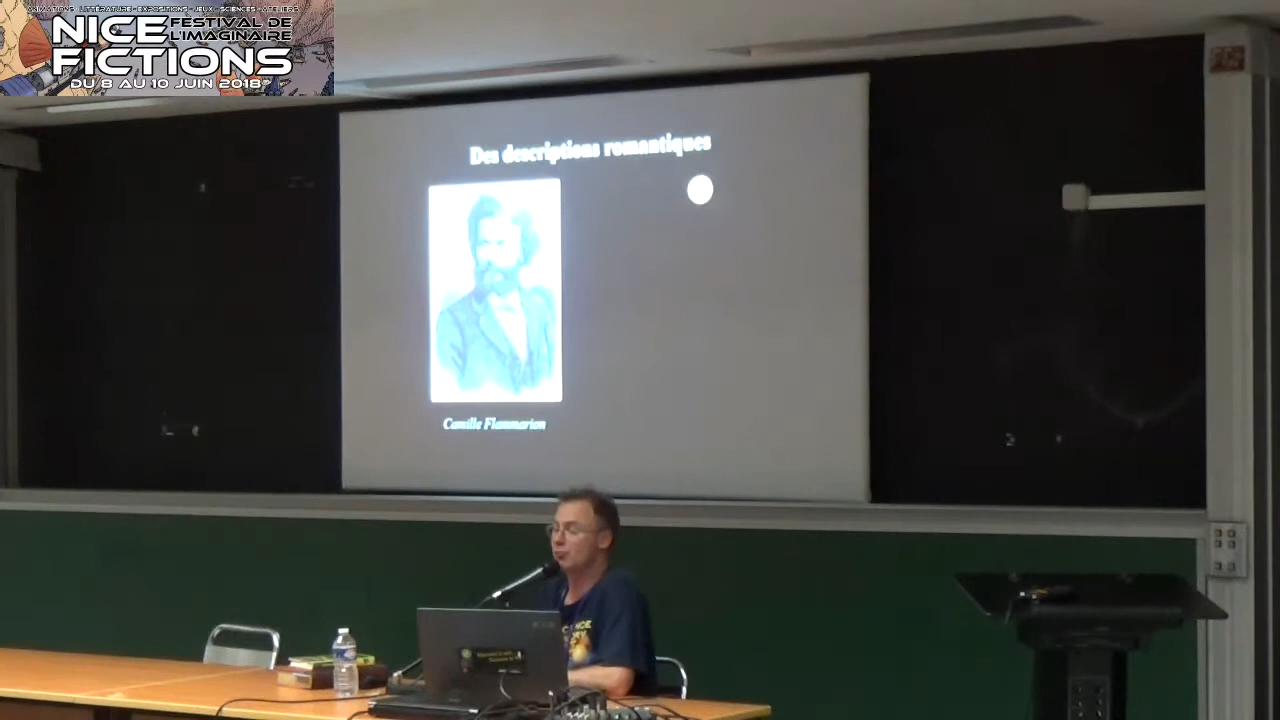 ANIMATIONS - LITTÉRATURE - EXPOSITIONS - JEUX - SCIENCES - ATELIERS
NICE FESTIVAL DE L'IMAGINAIRE
FICTIONS
DU 8 AU 10 JUIN 2018
Des descriptions romantiques
Camille Flammarion